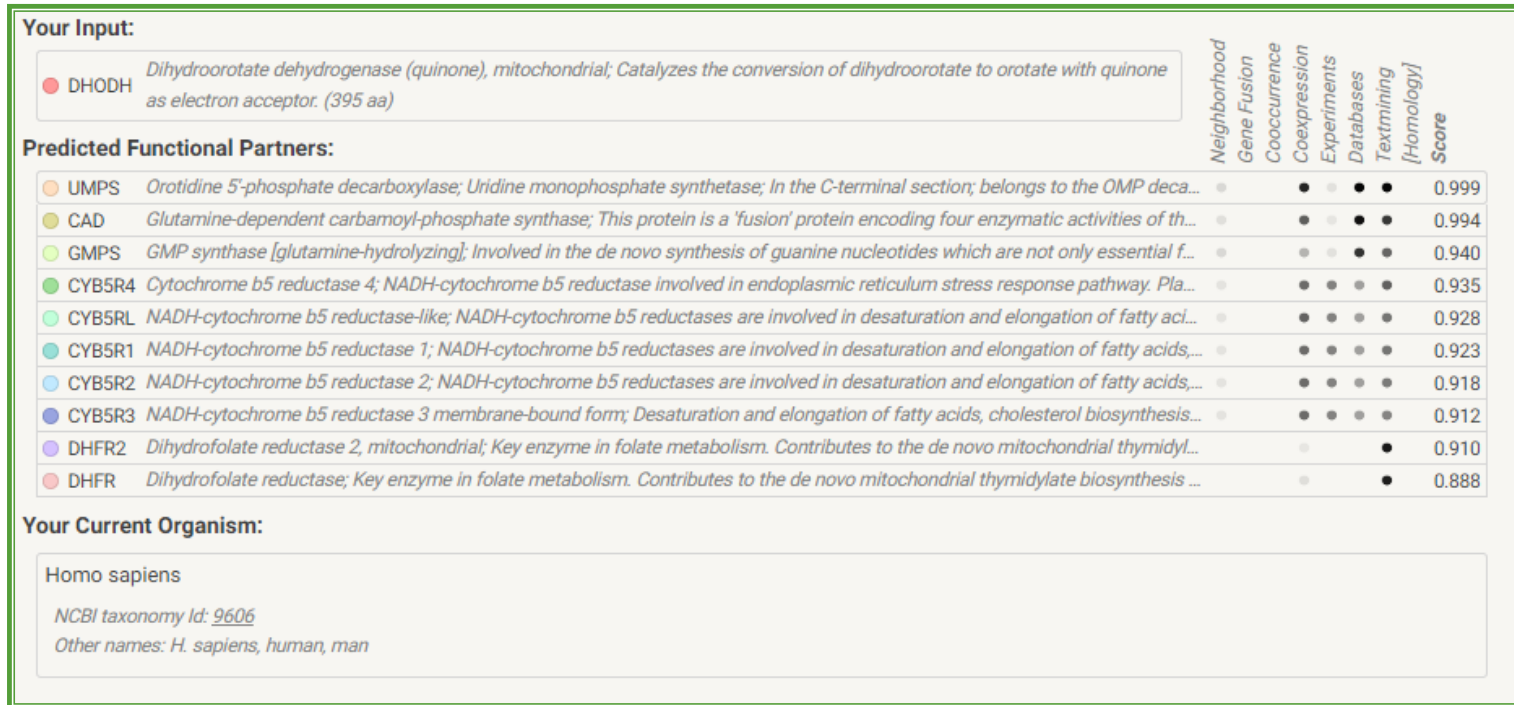 Your Input:
DHODH Dihydroorotate dehydrogenase (quinone), mitochondrial; Catalyzes the conversion of dihydroorotate to orotate with quinone
as electron acceptor. (395 aa)
Neighborhood
Gene Fusion
Cooccurrence
Coexpression
Experiments
Databases
Textmining
[Homology]
Score
Predicted Functional Partners:
UMPS Orotidine 5'-phosphate decarboxylase; Uridine monophosphate synthetase; In the C-terminal section; belongs to the OMP deca... 0.999
CAD Glutamine-dependent carbamoyl-phosphate synthase; This protein is a 'fusion' protein encoding four enzymatic activities of th... 0.994
GMPS GMP synthase [glutamine-hydrolyzing]; Involved in the de novo synthesis of guanine nucleotides which are not only essential f... 0.940
CYB5R4 Cytochrome b5 reductase 4; NADH-cytochrome b5 reductase involved in endoplasmic reticulum stress response pathway. Pla... 0.935
CYB5RL NADH-cytochrome b5 reductase-like; NADH-cytochrome b5 reductases are involved in desaturation and elongation of fatty aci... 0.928
CYB5R1 NADH-cytochrome b5 reductase 1; NADH-cytochrome b5 reductases are involved in desaturation and elongation of fatty acids,... 0.923
CYB5R2 NADH-cytochrome b5 reductase 2; NADH-cytochrome b5 reductases are involved in desaturation and elongation of fatty acids,... 0.918
CYB5R3 NADH-cytochrome b5 reductase 3 membrane-bound form; Desaturation and elongation of fatty acids, cholesterol biosynthesis... 0.912
DHFR2 Dihydrofolate reductase 2, mitochondrial; Key enzyme in folate metabolism. Contributes to the de novo mitochondrial thymidyl... 0.910
DHFR Dihydrofolate reductase; Key enzyme in folate metabolism. Contributes to the de novo mitochondrial thymidylate biosynthesis ... 0.888
Your Current Organism:
Homo sapiens
NCBI taxonomy Id: 9606
Other names: H. sapiens, human, man